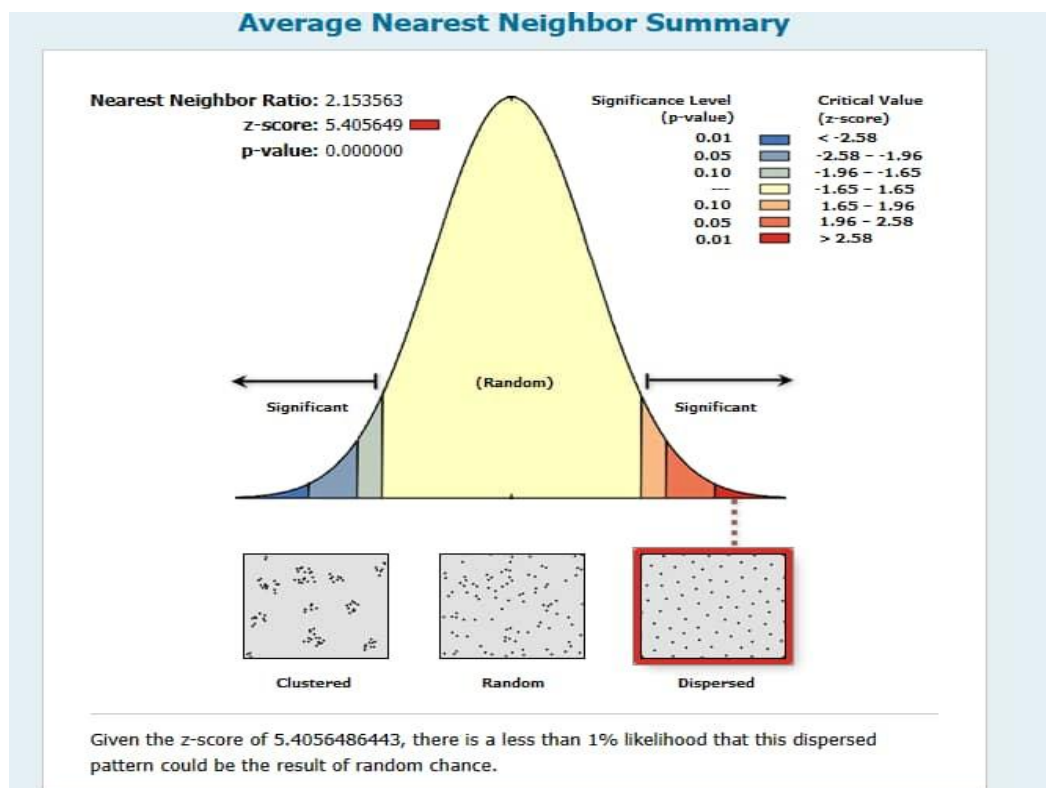 Average Nearest Neighbor Summary
Nearest Neighbor Ratio: 2.153563
z-score: 5.405649
p-value: 0.000000
Significance Level
(p-value)
Critical Value
(z-score)
0.01 < -2.58
0.05 -2.58 – -1.96
0.10 -1.96 – -1.65
--- -1.65 – 1.65
0.10 1.65 – 1.96
0.05 1.96 – 2.58
0.01 > 2.58
(Random)
Significant Significant
Clustered Random Dispersed
Given the z-score of 5.4056486443, there is a less than 1% likelihood that this dispersed
pattern could be the result of random chance.